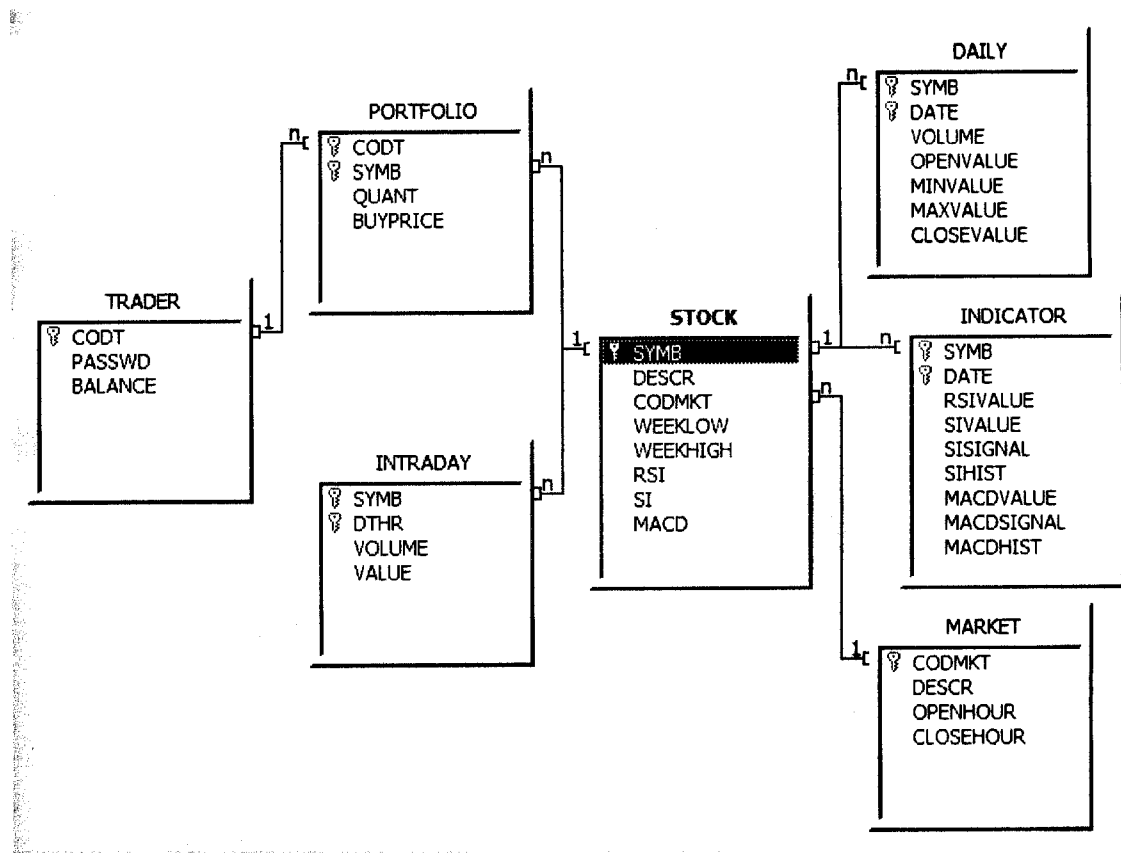 TRADER
CODT
PASSWD
BALANCE
1
n
PORTFOLIO
CODT
SYMB
QUANT
BUYPRICE
n
INTRADAY
SYMB
DTHR
VOLUME
VALUE
n
1
STOCK
SYMB
DESCR
CODMKT
WEEKLOW
WEEKHIGH
RSI
SI
MACD
1
n
n
DAILY
SYMB
DATE
VOLUME
OPENVALUE
MINVALUE
MAXVALUE
CLOSEVALUE
n
INDICATOR
SYMB
DATE
RSIVALUE
SIVALUE
SISIGNAL
SIHIST
MACDVALUE
MACDSIGNAL
MACDHIST
1
MARKET
CODMKT
DESCR
OPENHOUR
CLOSEHOUR